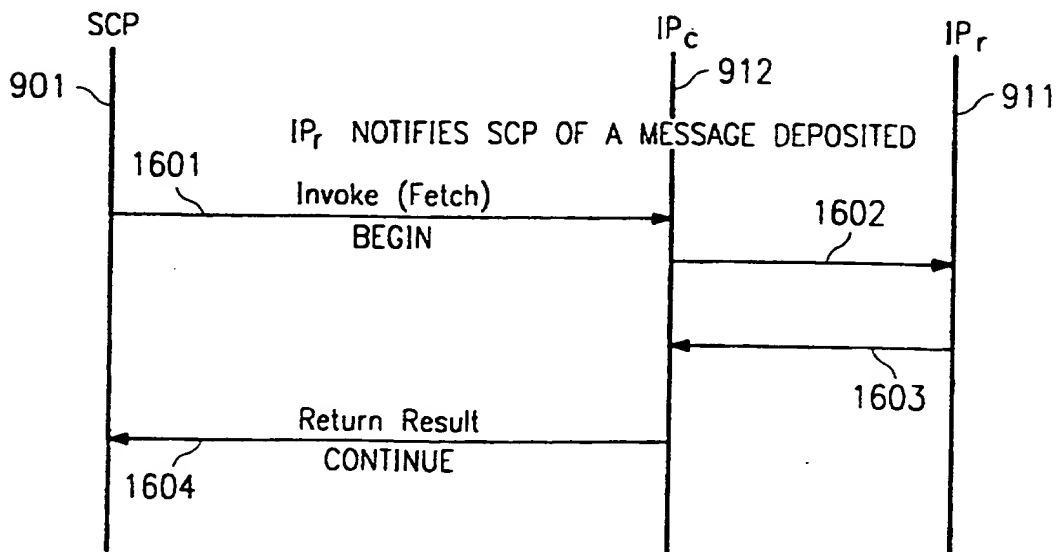 SCP
IPc
IPr
901
912
911
IPr NOTIFIES SCP OF A MESSAGE DEPOSITED
1601
Invoke (Fetch)
BEGIN
1602
1603
Return Result
CONTINUE
1604